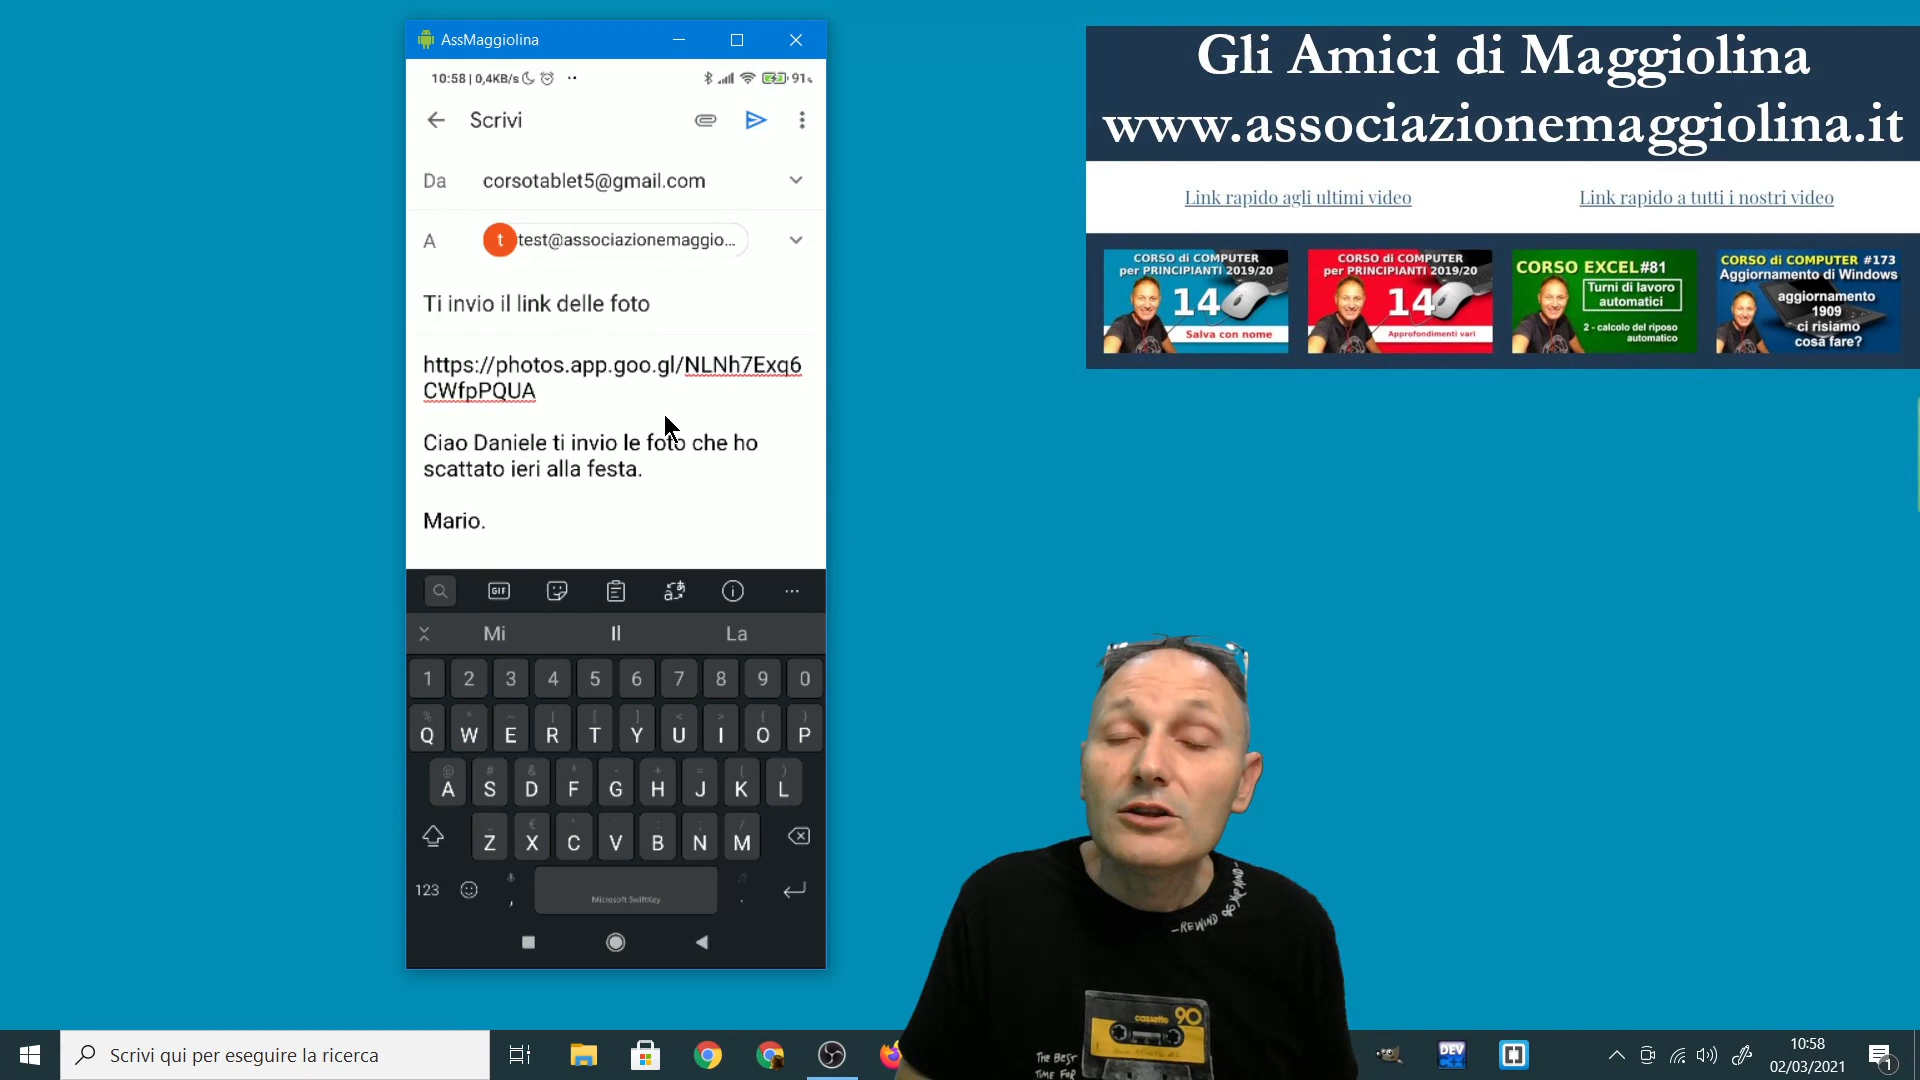 AssMaggiolina
10:58 | 0,4KB/s
91%
Scrivi
Da corsotablet5@gmail.com
A t test@associazionemaggio...
Ti invio il link delle foto
https://photos.app.goo.gl/NLNh7Exq6
CWfpPQUA
Ciao Daniele ti invio le foto che ho
scattato ieri alla festa.
Mario.
GIF
Mi Il La
1 2 3 4 5 6 7 8 9 0
Q W E R T Y U I O P
A S D F G H J K L
Z X C V B N M
123 , Microsoft SwiftKey .
Gli Amici di Maggiolina
www.associazionemaggiolina.it
Link rapido agli ultimi video
Link rapido a tutti i nostri video
CORSO di COMPUTER
per PRINCIPIANTI 2019/20
14
Salva con nome
CORSO di COMPUTER
per PRINCIPIANTI 2019/20
14
Approfondimenti vari
CORSO EXCEL#81
Turni di lavoro
automatici
2 - calcolo del riposo
automatico
CORSO di COMPUTER #173
Aggiornamento di Windows
aggiornamento
1909
ci risiamo
cosa fare?
—REWIND
cassette 90
THE BEST
TIME FOR
Scrivi qui per eseguire la ricerca
DEV
C++
10:58
02/03/2021
1